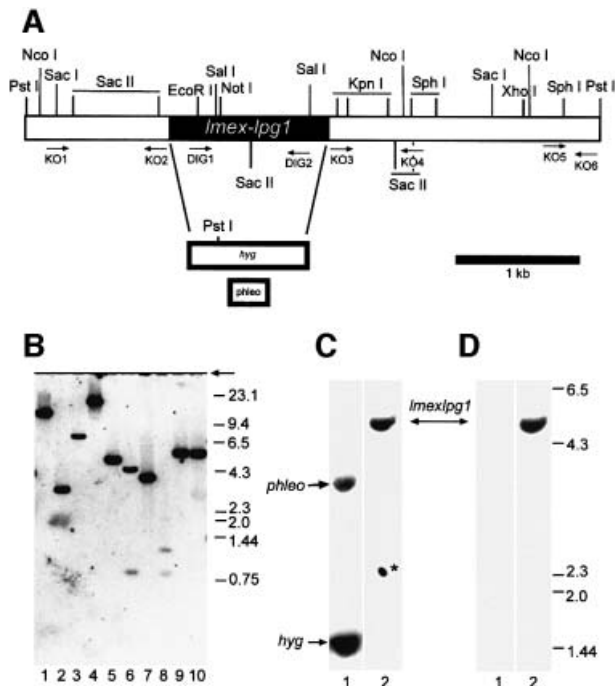 A
Nco I
Nco I
Nco I
Sac I
Sac II
Sal I
Sal I
Kpn I
Sph I
Sac I
Pst I
EcoR I
Not I
Xho I
Sph I
Pst I
lmex-lpg1
KO1
KO2
DIG1
DIG2
KO3
KO4
KO5
KO6
Sac II
Sac II
Pst I
hyg
phleo
1 kb
B
C
D
23.1
9.4
6.5
4.3
2.3
2.0
1.44
0.75
1 2 3 4 5 6 7 8 9 10
lmexlpg1
phleo
*
hyg
1 2
6.5
4.3
2.3
2.0
1.44
1 2